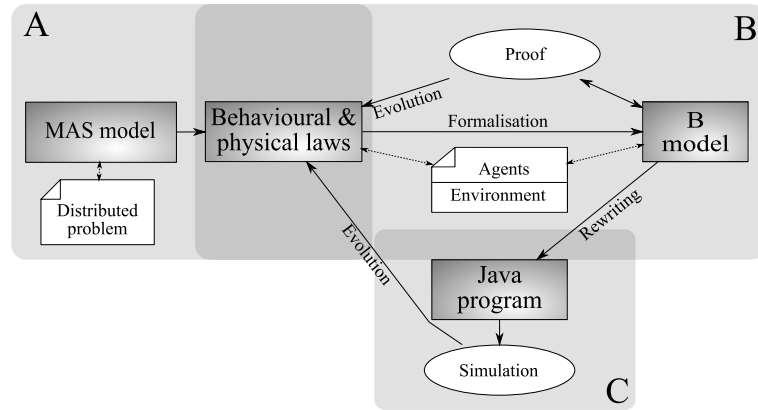 A
B
Proof
Evolution
MAS model
Behavioural &
physical laws
Formalisation
B
model
Agents
Environment
Distributed
problem
Rewriting
Evolution
Java
program
Simulation
C